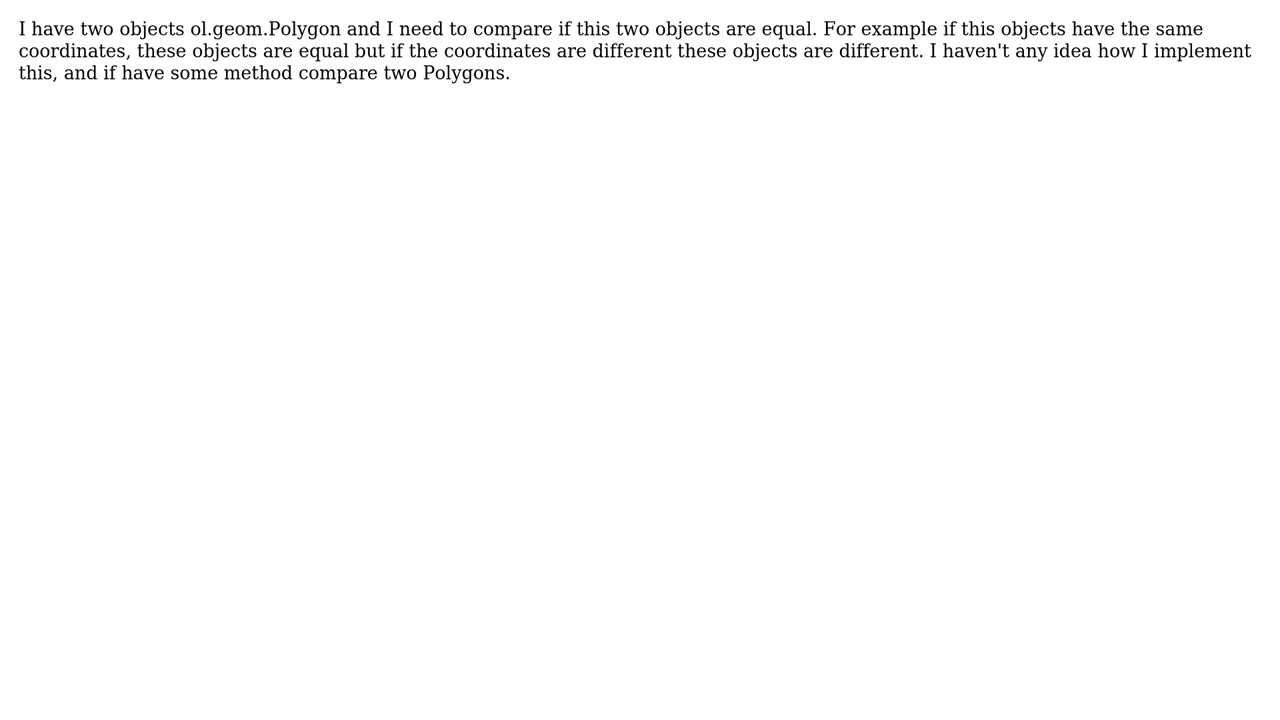 I have two objects ol.geom.Polygon and I need to compare if this two objects are equal. For example if this objects have the same
coordinates, these objects are equal but if the coordinates are different these objects are different. I haven't any idea how I implement
this, and if have some method compare two Polygons.